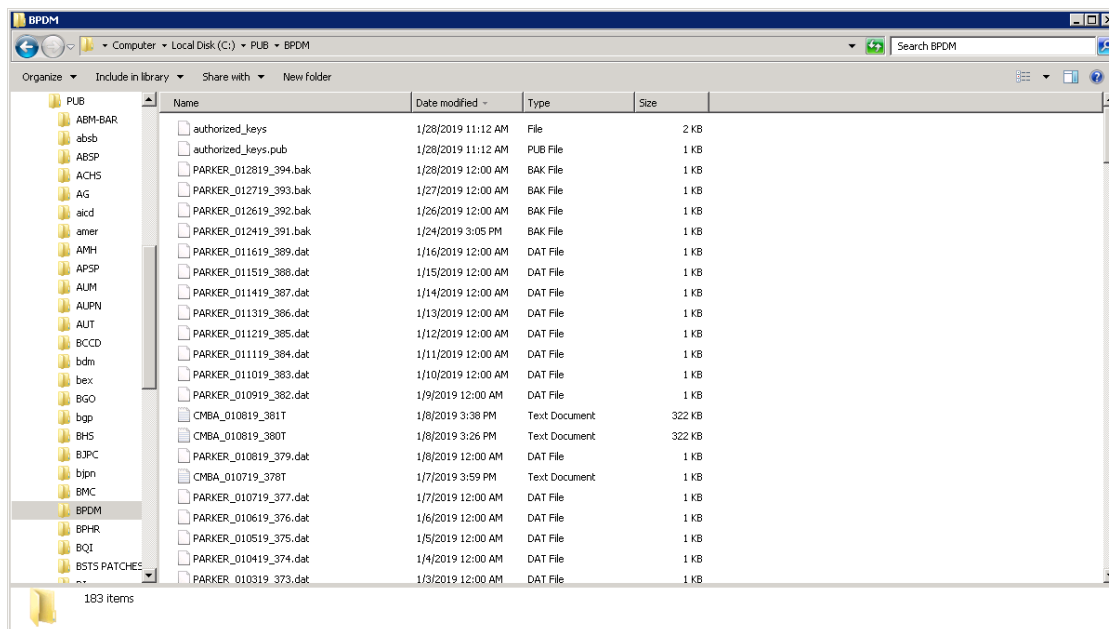 BPDM
Computer Local Disk (C:) PUB BPDM
Search BPDM
Organize Include in library Share with New folder
Name Date modified Type Size
PUB
ABM-BAR
absb
ABSP
ACHS
AG
aicd
amer
AMH
APSP
AUM
AUPN
AUT
BCCD
bdm
bex
BGO
bgp
BHS
BJPC
bjpn
BMC
BPDM
BPHR
BQI
BSTS PATCHES
authorized_keys 1/28/2019 11:12 AM File 2 KB
authorized_keys.pub 1/28/2019 11:12 AM PUB File 1 KB
PARKER_012819_394.bak 1/28/2019 12:00 AM BAK File 1 KB
PARKER_012719_393.bak 1/27/2019 12:00 AM BAK File 1 KB
PARKER_012619_392.bak 1/26/2019 12:00 AM BAK File 1 KB
PARKER_012419_391.bak 1/24/2019 3:05 PM BAK File 1 KB
PARKER_011619_389.dat 1/16/2019 12:00 AM DAT File 1 KB
PARKER_011519_388.dat 1/15/2019 12:00 AM DAT File 1 KB
PARKER_011419_387.dat 1/14/2019 12:00 AM DAT File 1 KB
PARKER_011319_386.dat 1/13/2019 12:00 AM DAT File 1 KB
PARKER_011219_385.dat 1/12/2019 12:00 AM DAT File 1 KB
PARKER_011119_384.dat 1/11/2019 12:00 AM DAT File 1 KB
PARKER_011019_383.dat 1/10/2019 12:00 AM DAT File 1 KB
PARKER_010919_382.dat 1/9/2019 12:00 AM DAT File 1 KB
CMBA_010819_381T 1/8/2019 3:38 PM Text Document 322 KB
CMBA_010819_380T 1/8/2019 3:26 PM Text Document 322 KB
PARKER_010819_379.dat 1/8/2019 12:00 AM DAT File 1 KB
CMBA_010719_378T 1/7/2019 3:59 PM Text Document 1 KB
PARKER_010719_377.dat 1/7/2019 12:00 AM DAT File 1 KB
PARKER_010619_376.dat 1/6/2019 12:00 AM DAT File 1 KB
PARKER_010519_375.dat 1/5/2019 12:00 AM DAT File 1 KB
PARKER_010419_374.dat 1/4/2019 12:00 AM DAT File 1 KB
PARKER_010319_373.dat 1/3/2019 12:00 AM DAT File 1 KB
183 items